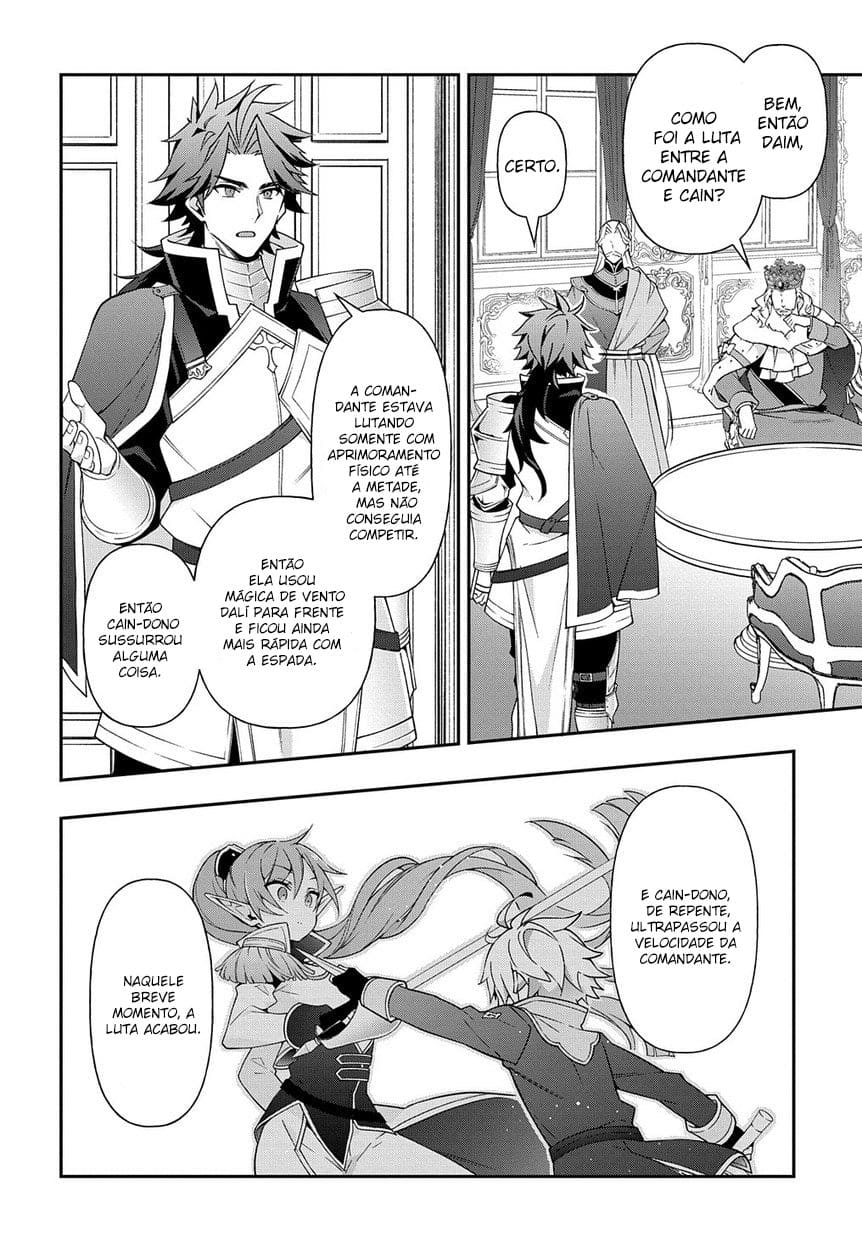 BEM,
ENTÃO
DAIM,
COMO
FOI A LUTA
ENTRE A
COMANDANTE
E CAIN?
CERTO.
A COMAN-
DANTE ESTAVA
LUTANDO
SOMENTE COM
APRIMORAMENTO
FÍSICO ATÉ
A METADE,
MAS NÃO
CONSEGUIA
COMPETIR.
ENTÃO
ELA USOU
MÁGICA DE VENTO
DALÍ PARA FRENTE
E FICOU AINDA
MAIS RÁPIDA COM
A ESPADA.
ENTÃO
CAIN-DONO
SUSSURROU
ALGUMA
COISA.
E CAIN-DONO,
DE REPENTE,
ULTRAPASSOU A
VELOCIDADE DA
COMANDANTE.
NAQUELE
BREVE
MOMENTO, A
LUTA ACABOU.